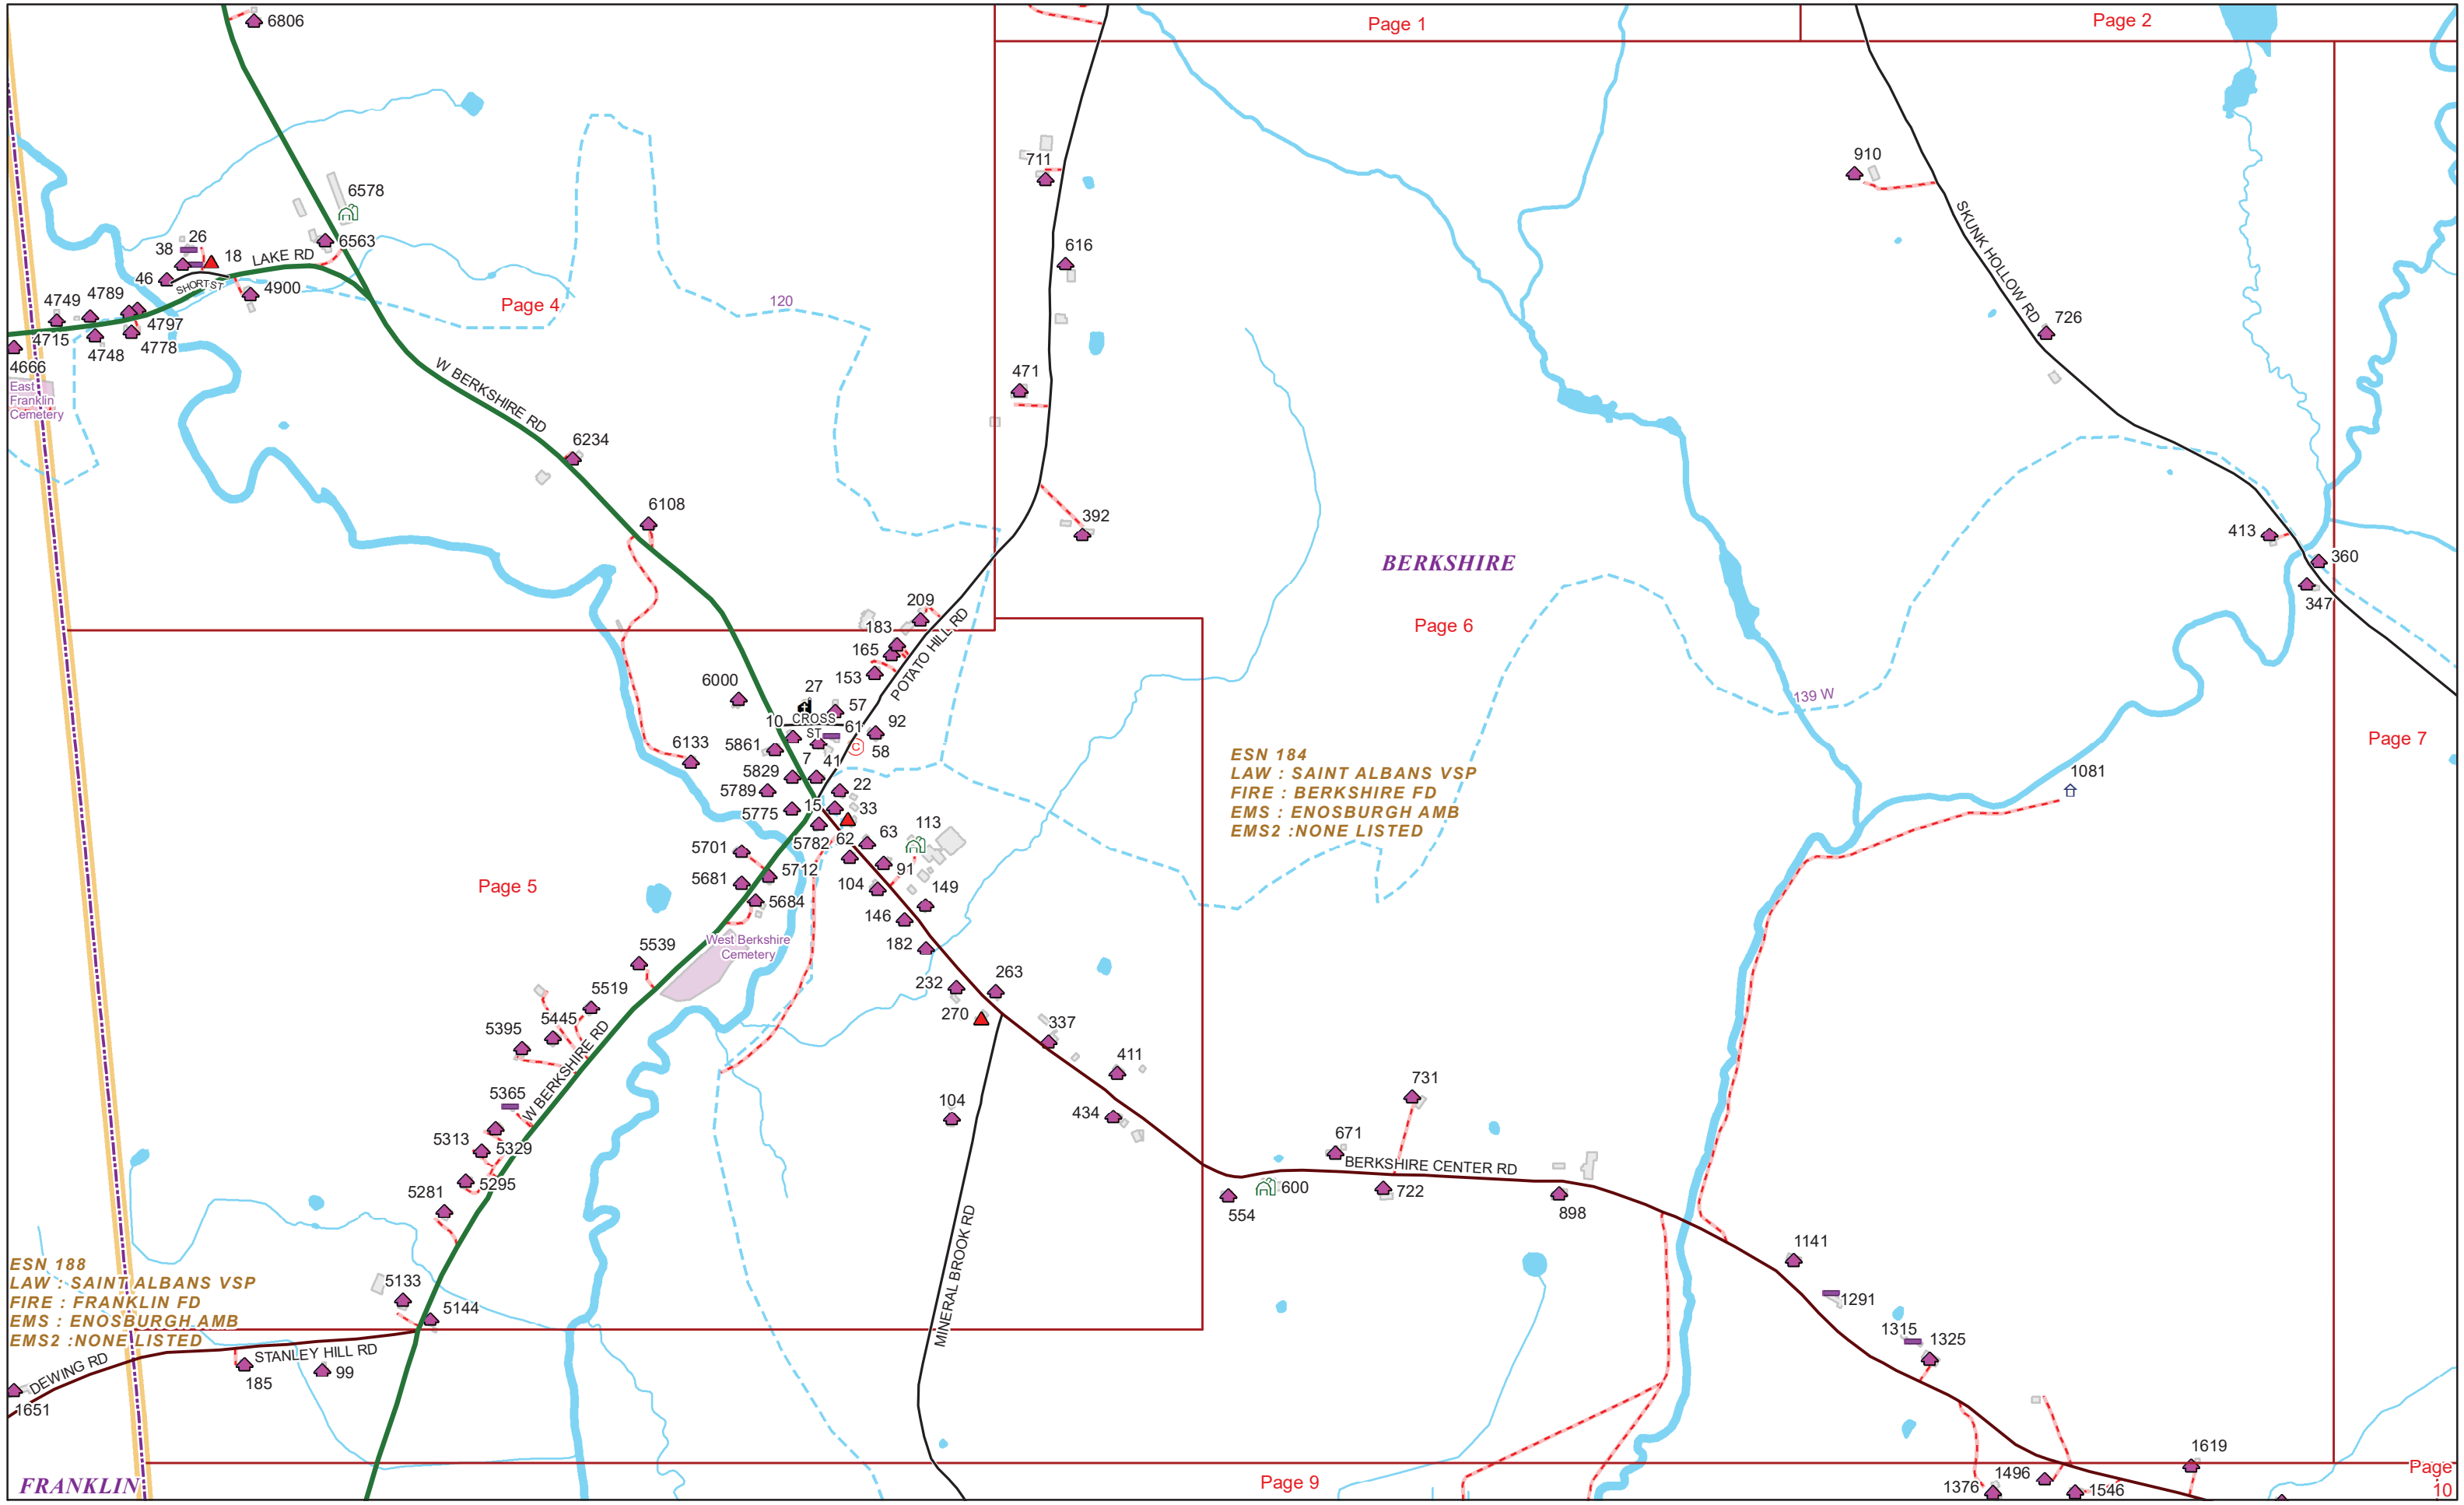 6806
Page 1
Page 2
711
910
6578
SKUNK HOLLOW RD
26
38
18
LAKE RD
6563
616
46
SHORT ST
4900
4749
4789
Page 4
120
4797
726
4715
4748
4778
4666
471
East
Franklin
Cemetery
W BERKSHIRE RD
6234
6108
392
413
360
BERKSHIRE
347
209
183
Page 6
165
POTATO HILL RD
153
6000
27
57
139 W
10
CROSS
ST
61
92
C
58
5861
6133
7
41
Page 7
5829
ESN 184
LAW : SAINT ALBANS VSP
FIRE : BERKSHIRE FD
EMS : ENOSBURGH AMB
EMS2 :NONE LISTED
1081
5789
22
5775
15
33
113
5782
62
63
5701
5712
91
5681
104
149
Page 5
5684
146
182
West Berkshire
Cemetery
5539
263
232
5519
270
5445
337
5395
W BERKSHIRE RD
411
5365
731
104
434
5313
5329
671
BERKSHIRE CENTER RD
5295
600
722
5281
554
898
MINERAL BROOK RD
1141
ESN 188
LAW : SAINT ALBANS VSP
FIRE : FRANKLIN FD
EMS : ENOSBURGH AMB
EMS2 :NONE LISTED
5133
5144
1291
1315
1325
STANLEY HILL RD
DEWING RD
185
99
1651
1619
FRANKLIN
Page 9
1496
1376
1546
Page
10